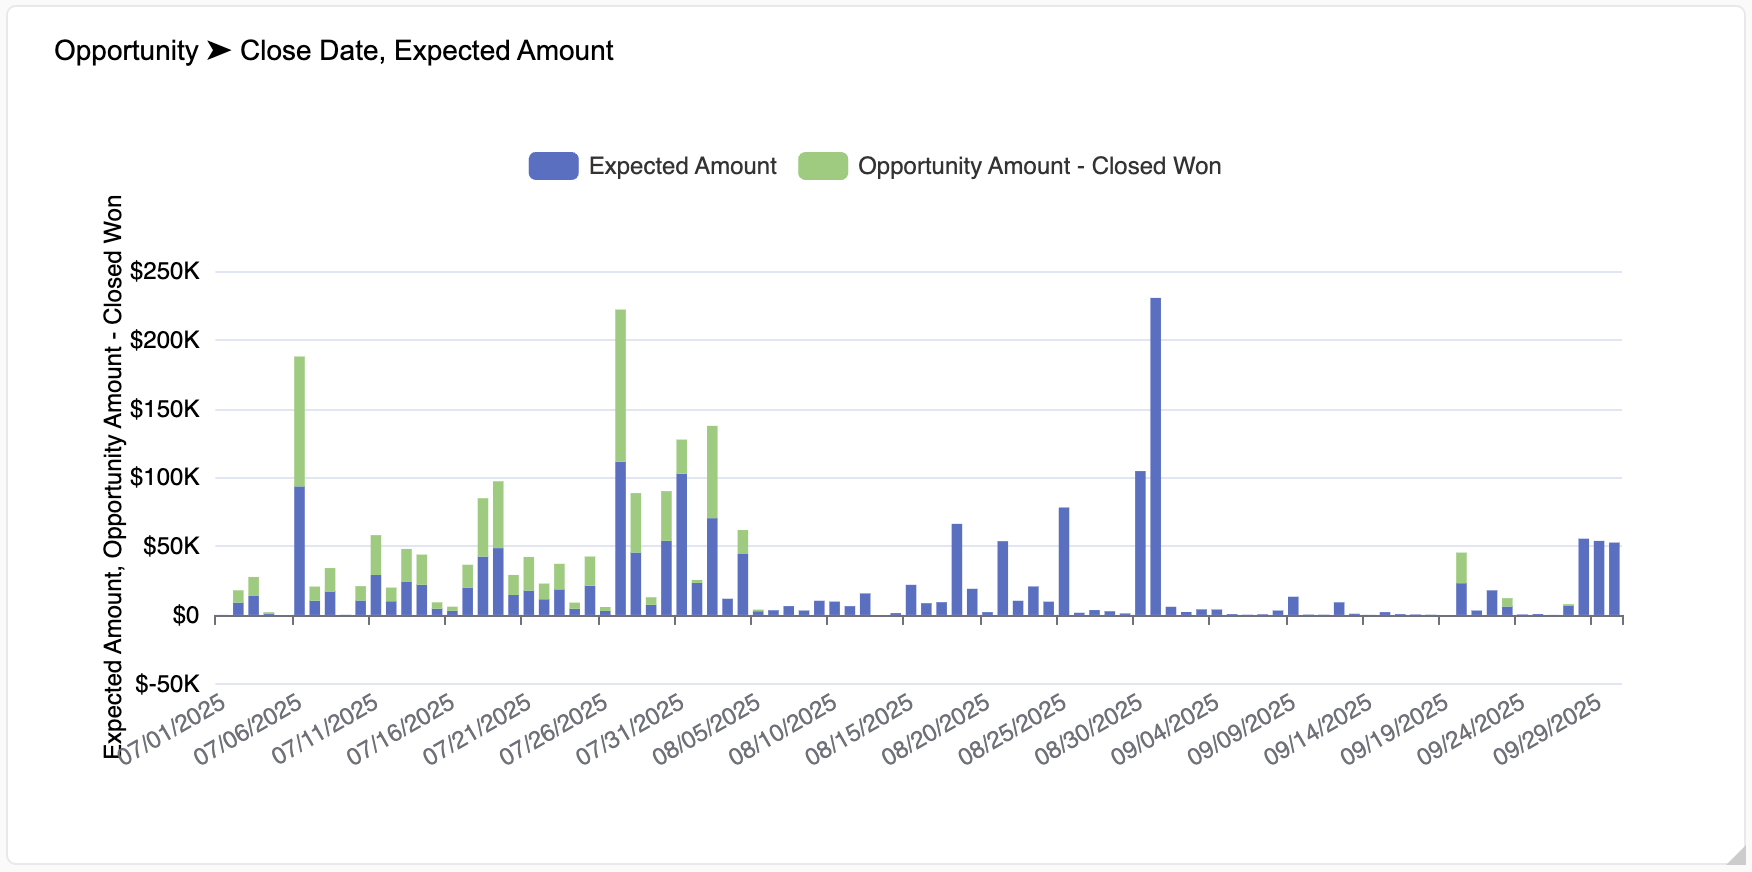 Opportunity ➤ Close Date, Expected Amount
Expected Amount
Opportunity Amount - Closed Won
Expected Amount, Opportunity Amount - Closed Won
$250K
$200K
$150K
$100K
$50K
$0
$-50K
07/01/2025
07/06/2025
07/11/2025
07/16/2025
07/21/2025
07/26/2025
07/31/2025
08/05/2025
08/10/2025
08/15/2025
08/20/2025
08/25/2025
08/30/2025
09/04/2025
09/09/2025
09/14/2025
09/19/2025
09/24/2025
09/29/2025